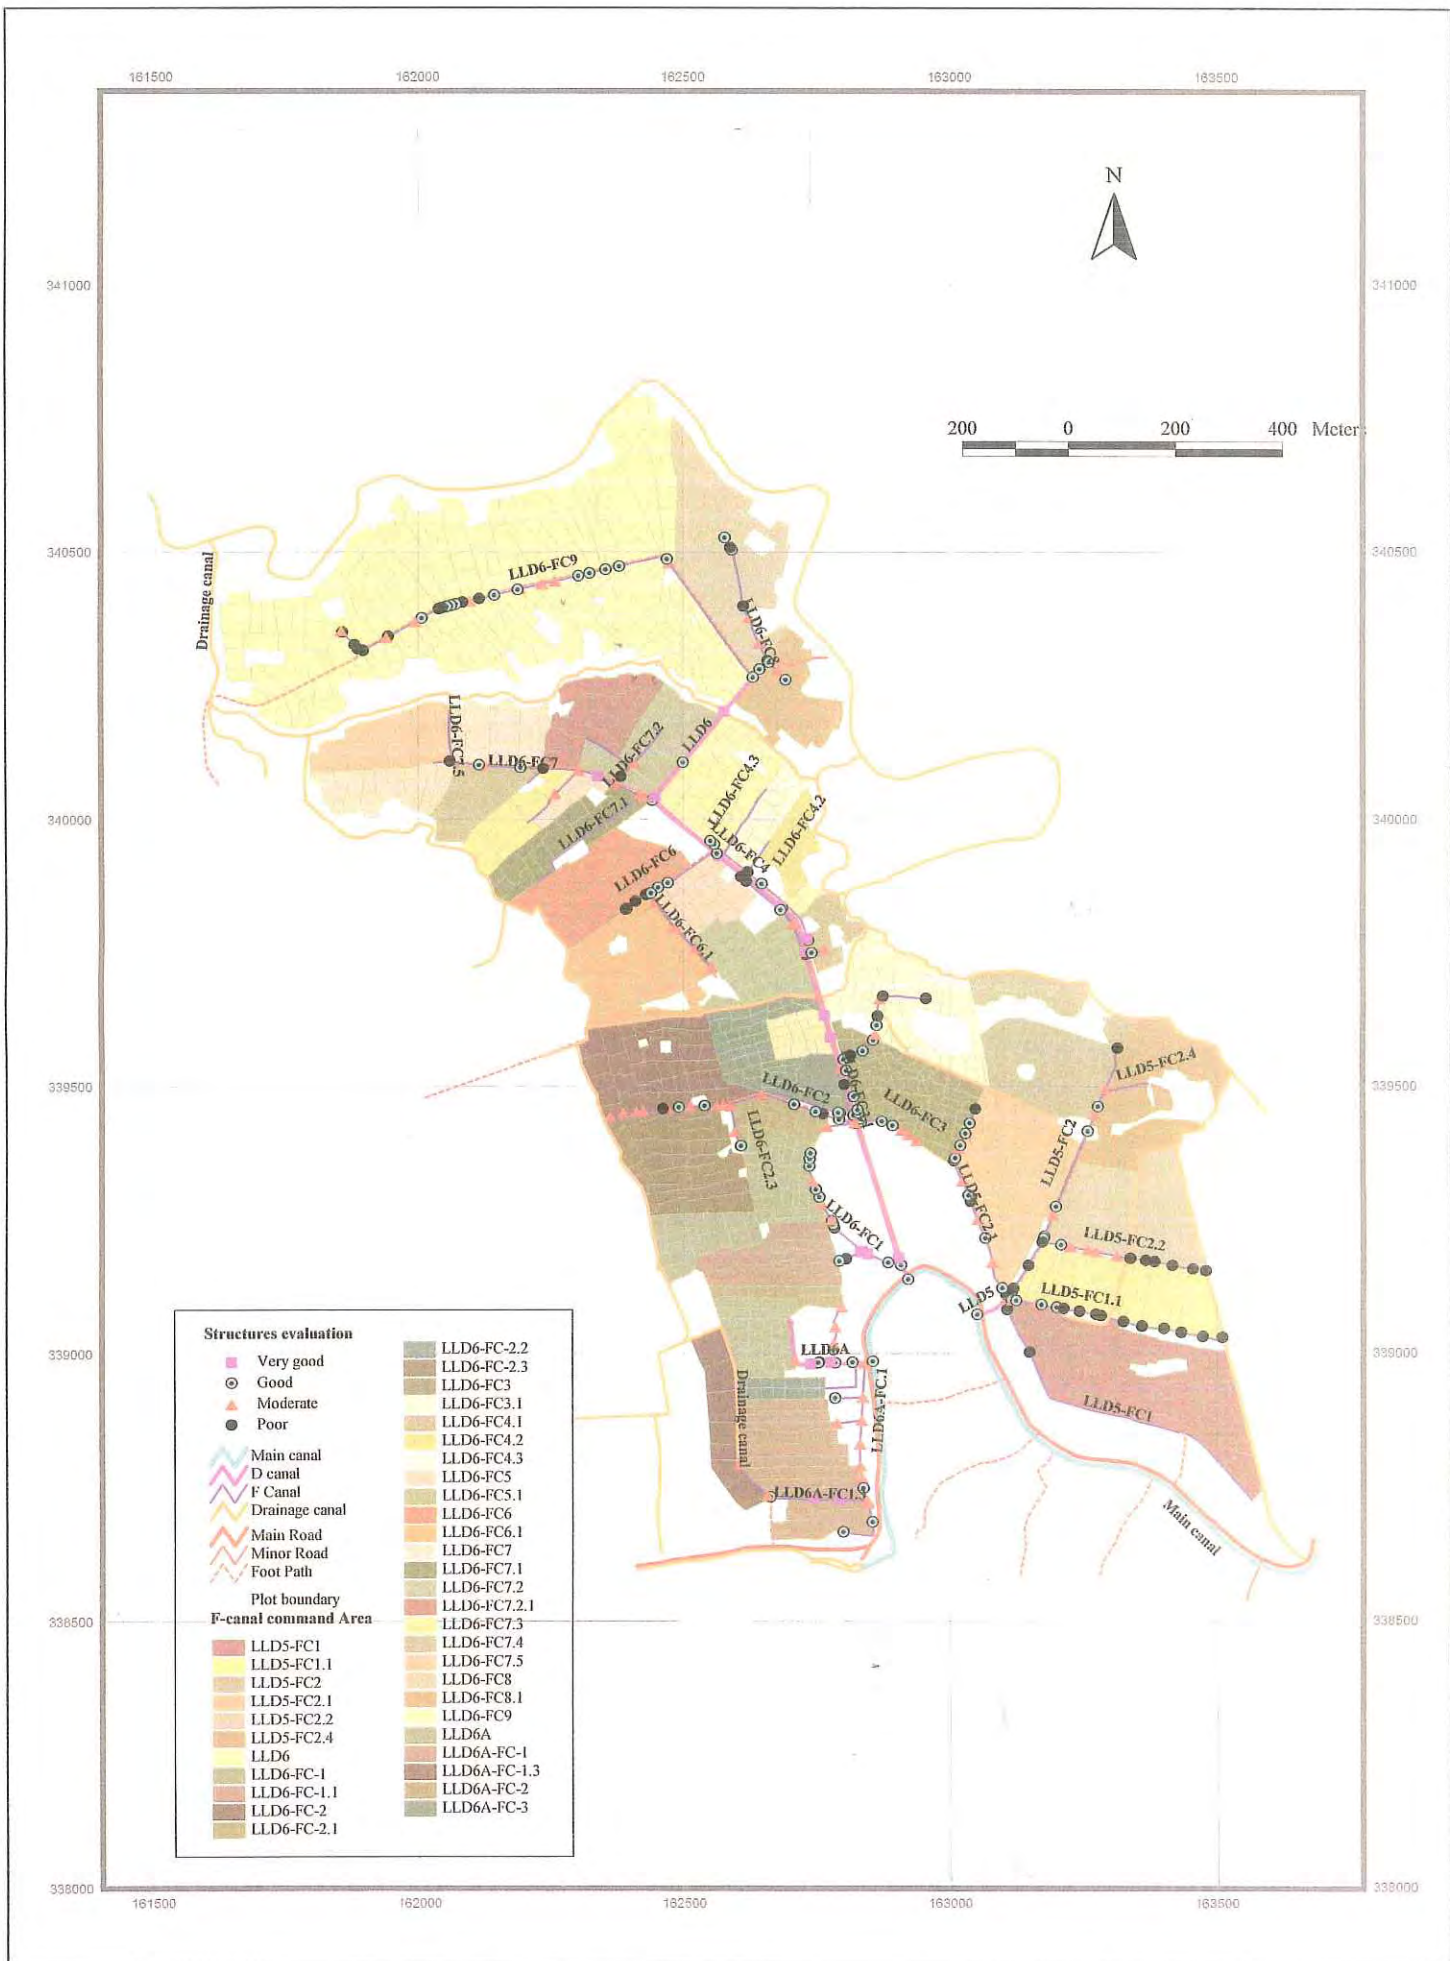 161500 162000 162500 163000 163500
N
341000 341000
200 0 200 400 Meter
340500 340500
LLD6-FC9
Drainage canal
LLD6-FC8
LLD6-FC7.5
LLD6-FC7
LLD6-FC7.2
LLD6
LLD6-FC4.3
LLD6-FC7.1
LLD6-FC4
LLD6-FC4.2
340000 340000
LLD6-FC6
LLD6-FC6.1
339500 339500
LLD6-FC2
LLD6-FC3
LLD5-FC2.4
LLD6-FC2.3
LLD5-FC2
LLD5-FC2.1
LLD6-FC1
LLD5-FC2.2
LLD5
LLD5-FC1.1
339000 339000
LLD6A
LLD6A-FC.1
Drainage canal
LLD5-FC1
LLD6A-FC1.3
Main canal
Structures evaluation
Very good
Good
Moderate
Poor
Main canal
D canal
F Canal
Drainage canal
Main Road
Minor Road
Foot Path
Plot boundary
F-canal command Area
LLD5-FC1
LLD5-FC1.1
LLD5-FC2
LLD5-FC2.1
LLD5-FC2.2
LLD5-FC2.4
LLD6
LLD6-FC-1
LLD6-FC-1.1
LLD6-FC-2
LLD6-FC-2.1
LLD6-FC-2.2
LLD6-FC-2.3
LLD6-FC3
LLD6-FC3.1
LLD6-FC4.1
LLD6-FC4.2
LLD6-FC4.3
LLD6-FC5
LLD6-FC5.1
LLD6-FC6
LLD6-FC6.1
LLD6-FC7
LLD6-FC7.1
LLD6-FC7.2
LLD6-FC7.2.1
LLD6-FC7.3
LLD6-FC7.4
LLD6-FC7.5
LLD6-FC8
LLD6-FC8.1
LLD6-FC9
LLD6A
LLD6A-FC-1
LLD6A-FC-1.3
LLD6A-FC-2
LLD6A-FC-3
338500 338500
338000 338000
161500 162000 162500 163000 163500